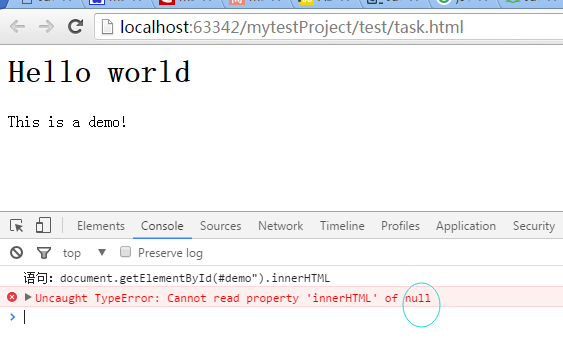 localhost:63342/mytestProject/test/task.html
Hello world
This is a demo!
Elements Console Sources Network Timeline Profiles Application Security
top Preserve log
语句：document.getElementById(#demo").innerHTML
Uncaught TypeError: Cannot read property 'innerHTML' of null